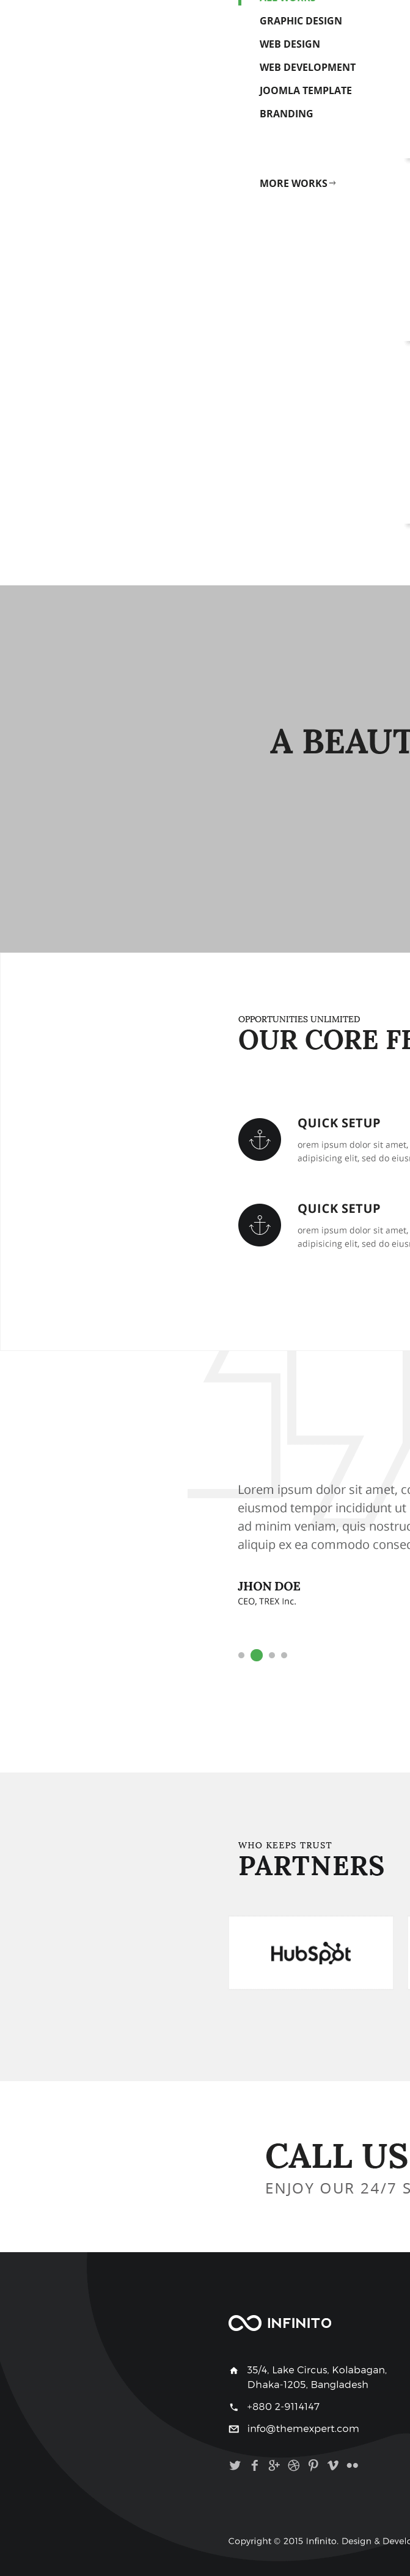 ALL WORKS
GRAPHIC DESIGN
WEB DESIGN
WEB DEVELOPMENT
JOOMLA TEMPLATE
BRANDING
MORE WORKS→
A BEAUT
OPPORTUNITIES UNLIMITED
OUR CORE FE
QUICK SETUP
orem ipsum dolor sit amet,
adipisicing elit, sed do eius
QUICK SETUP
orem ipsum dolor sit amet,
adipisicing elit, sed do eius
Lorem ipsum dolor sit amet, co
eiusmod tempor incididunt ut
ad minim veniam, quis nostru
aliquip ex ea commodo conse
JHON DOE
CEO, TREX Inc.
WHO KEEPS TRUST
PARTNERS
HubSpot
CALL US
ENJOY OUR 24/7 S
INFINITO
35/4, Lake Circus, Kolabagan,
Dhaka-1205, Bangladesh
+880 2-9114147
info@themexpert.com
Copyright © 2015 Infinito. Design & Develo